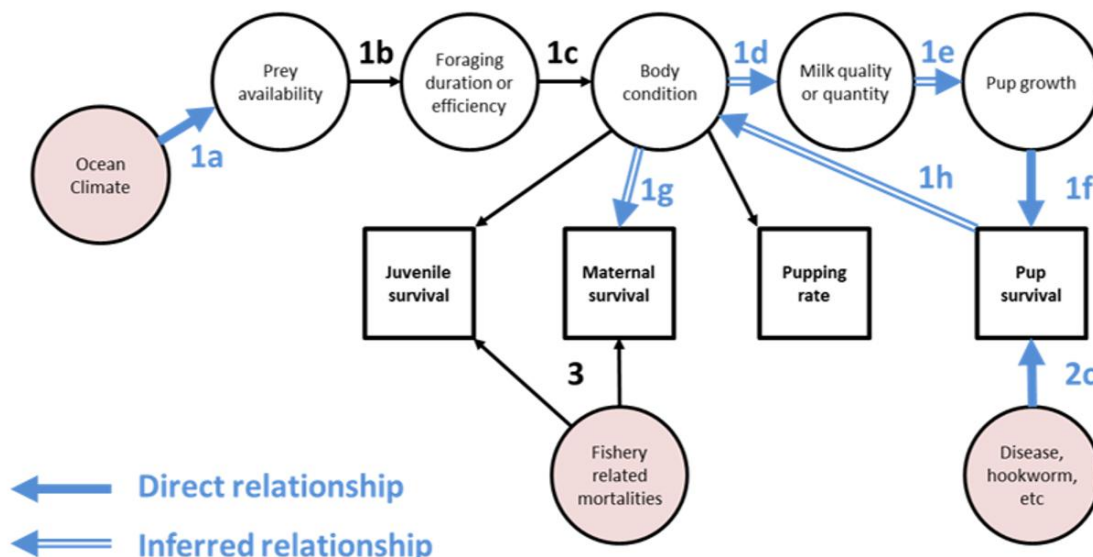 1b
1c
1d
1e
Prey
availability
Foraging
duration or
efficiency
Body
condition
Milk quality
or quantity
Pup growth
Ocean
Climate
1a
1g
1h
1f
Juvenile
survival
Maternal
survival
Pupping
rate
Pup
survival
3
Fishery
related
mortalities
Disease,
hookworm,
etc
Direct relationship
Inferred relationship